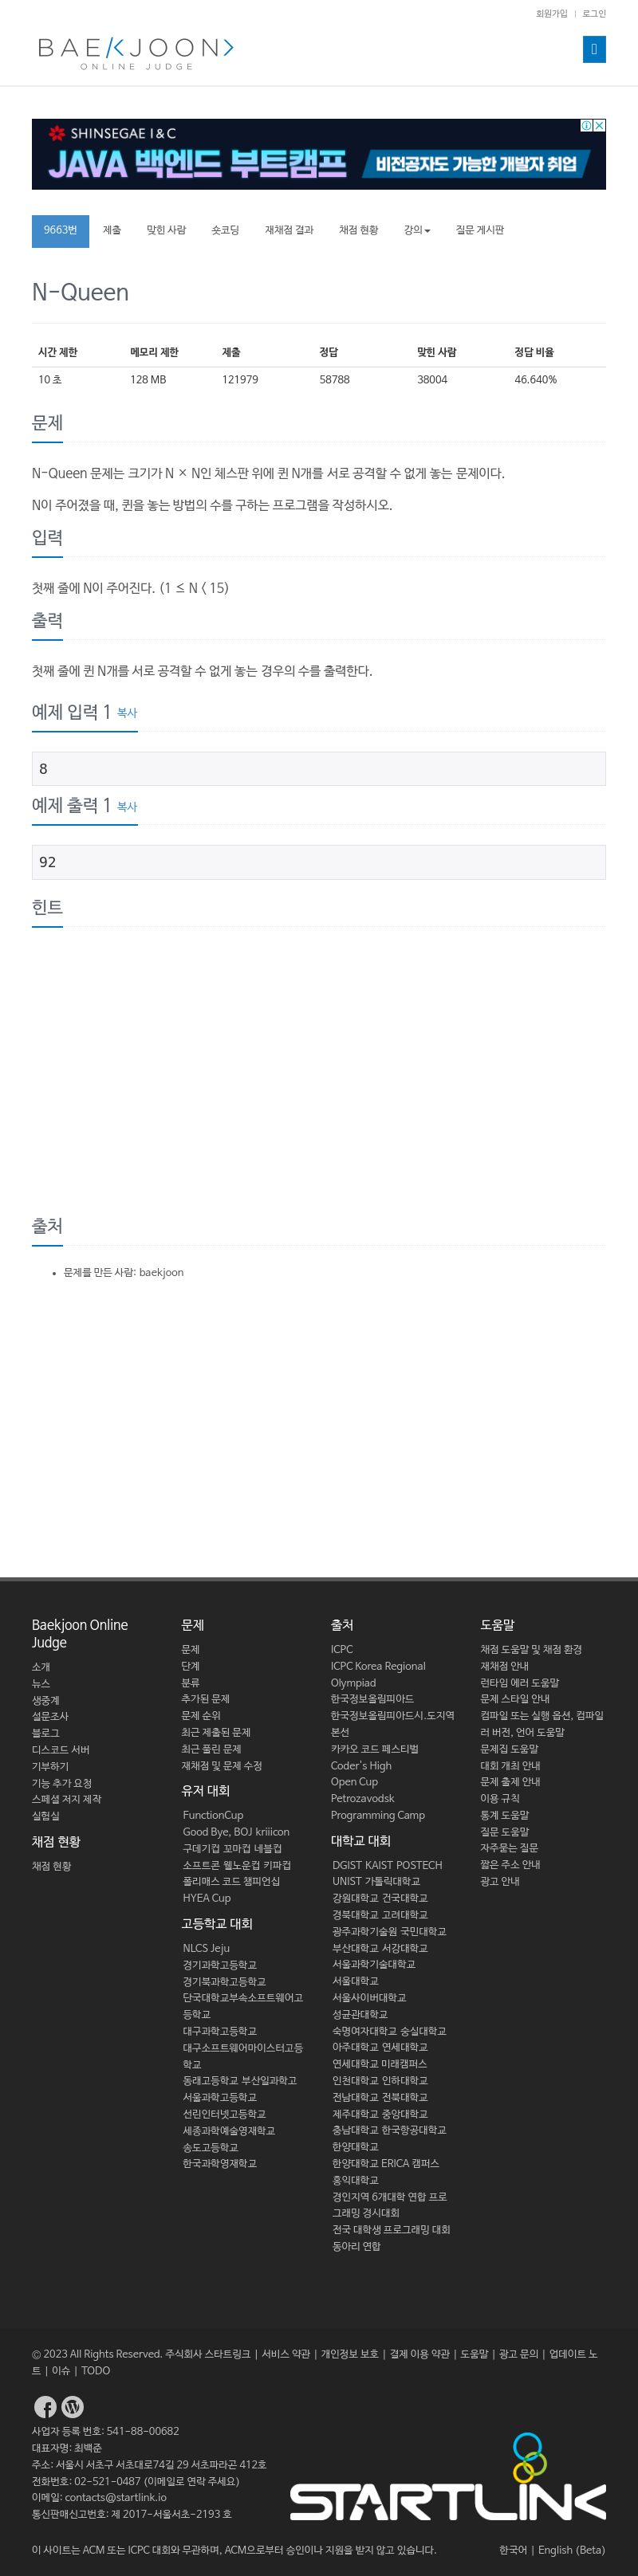 회원가입 | 로그인
BAEKJOON>
ONLINE JUDGE
SHINSEGAE I&C
JAVA 백엔드 부트캠프
비전공자도 가능한 개발자 취업
9663번 제출 맞힌 사람 숏코딩 재채점 결과 채점 현황 강의 질문 게시판
N-Queen
시간 제한 메모리 제한 제출 정답 맞힌 사람 정답 비율
10 초 128 MB 121979 58788 38004 46.640%
문제
N-Queen 문제는 크기가 N × N인 체스판 위에 퀸 N개를 서로 공격할 수 없게 놓는 문제이다.
N이 주어졌을 때, 퀸을 놓는 방법의 수를 구하는 프로그램을 작성하시오.
입력
첫째 줄에 N이 주어진다. (1 ≤ N < 15)
출력
첫째 줄에 퀸 N개를 서로 공격할 수 없게 놓는 경우의 수를 출력한다.
예제 입력 1 복사
8
예제 출력 1 복사
92
힌트
출처
• 문제를 만든 사람: baekjoon
Baekjoon Online
Judge
소개
뉴스
생중계
설문조사
블로그
디스코드 서버
기부하기
기능 추가 요청
스페셜 저지 제작
실험실
채점 현황
채점 현황
문제
문제
단계
분류
추가된 문제
문제 순위
최근 제출된 문제
최근 풀린 문제
재채점 및 문제 수정
유저 대회
FunctionCup
Good Bye, BOJ kriiicon
구데기컵 꼬마컵 네블컵
소프트콘 웰노운컵 키파컵
폴리매스 코드 챔피언십
HYEA Cup
고등학교 대회
NLCS Jeju
경기과학고등학교
경기북과학고등학교
단국대학교부속소프트웨어고
등학교
대구과학고등학교
대구소프트웨어마이스터고등
학교
동래고등학교 부산일과학고
서울과학고등학교
선린인터넷고등학교
세종과학예술영재학교
송도고등학교
한국과학영재학교
출처
ICPC
ICPC Korea Regional
Olympiad
한국정보올림피아드
한국정보올림피아드시.도지역
본선
카카오 코드 페스티벌
Coder's High
Open Cup
Petrozavodsk
Programming Camp
대학교 대회
DGIST KAIST POSTECH
UNIST 가톨릭대학교
강원대학교 건국대학교
경북대학교 고려대학교
광주과학기술원 국민대학교
부산대학교 서강대학교
서울과학기술대학교
서울대학교
서울사이버대학교
성균관대학교
숙명여자대학교 숭실대학교
아주대학교 연세대학교
연세대학교 미래캠퍼스
인천대학교 인하대학교
전남대학교 전북대학교
제주대학교 중앙대학교
충남대학교 한국항공대학교
한양대학교
한양대학교 ERICA 캠퍼스
홍익대학교
경인지역 6개대학 연합 프로
그래밍 경시대회
전국 대학생 프로그래밍 대회
동아리 연합
도움말
채점 도움말 및 채점 환경
재채점 안내
런타임 에러 도움말
문제 스타일 안내
컴파일 또는 실행 옵션, 컴파일
러 버전, 언어 도움말
문제집 도움말
대회 개최 안내
문제 출제 안내
이용 규칙
통계 도움말
질문 도움말
자주묻는 질문
짧은 주소 안내
광고 안내
© 2023 All Rights Reserved. 주식회사 스타트링크 | 서비스 약관 | 개인정보 보호 | 결제 이용 약관 | 도움말 | 광고 문의 | 업데이트 노
트 | 이슈 | TODO
사업자 등록 번호: 541-88-00682
대표자명: 최백준
주소: 서울시 서초구 서초대로74길 29 서초파라곤 412호
전화번호: 02-521-0487 (이메일로 연락 주세요)
이메일: contacts@startlink.io
통신판매신고번호: 제 2017-서울서초-2193 호
STARTLINK
이 사이트는 ACM 또는 ICPC 대회와 무관하며, ACM으로부터 승인이나 지원을 받지 않고 있습니다.
한국어 | English (Beta)